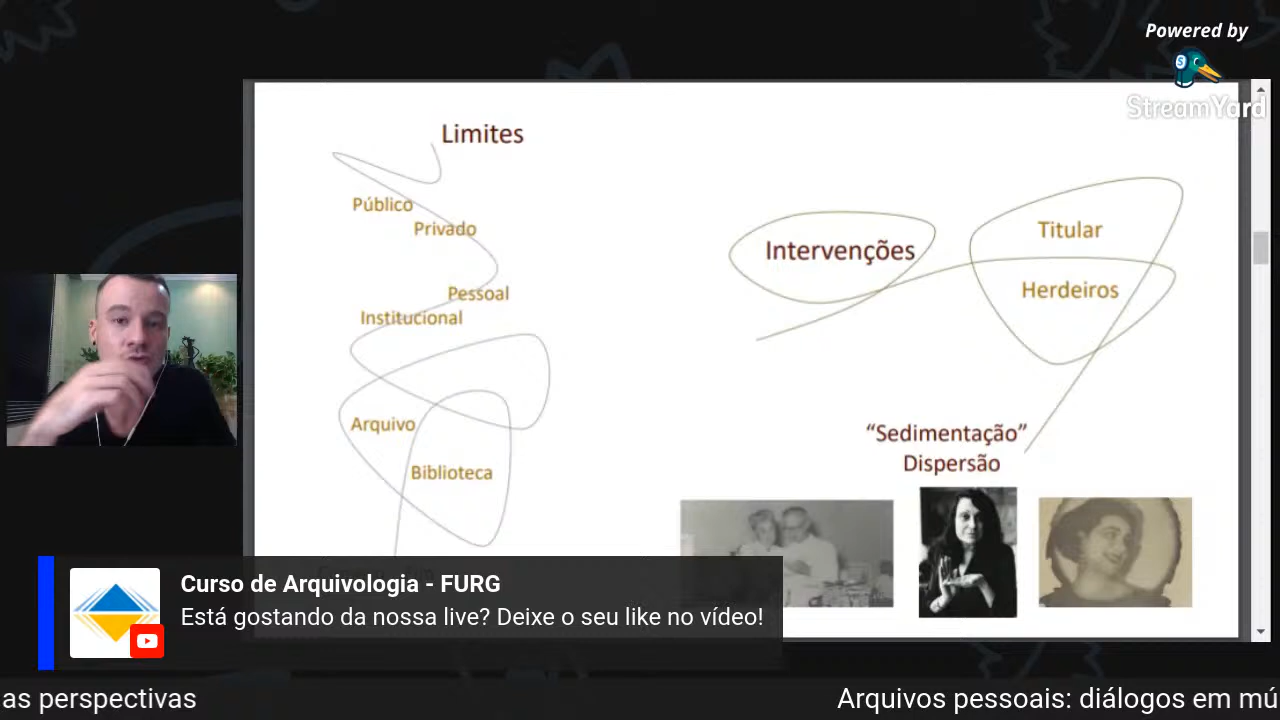 Powered by
StreamYard
Limites
Público
Privado
Pessoal
Institucional
Arquivo
Biblioteca
Intervenções
Titular
Herdeiros
“Sedimentação”
Dispersão
Curso de Arquivologia - FURG
Está gostando da nossa live? Deixe o seu like no vídeo!
as perspectivas
Arquivos pessoais: diálogos em mú